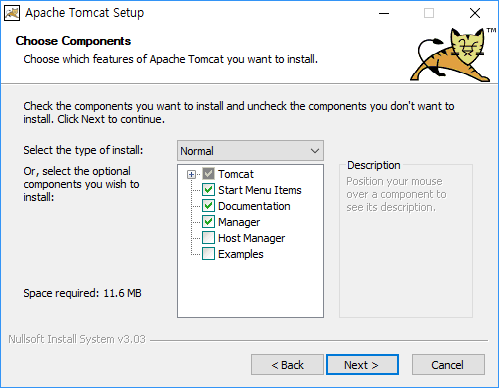 Apache Tomcat Setup
Choose Components
Choose which features of Apache Tomcat you want to install.
TM
Check the components you want to install and uncheck the components you don't want to
install. Click Next to continue.
Select the type of install:
Normal
Or, select the optional
components you wish to
install:
Tomcat
Start Menu Items
Documentation
Manager
Host Manager
Examples
Description
Position your mouse
over a component to
see its description.
Space required: 11.6 MB
Nullsoft Install System v3.03
< Back
Next >
Cancel